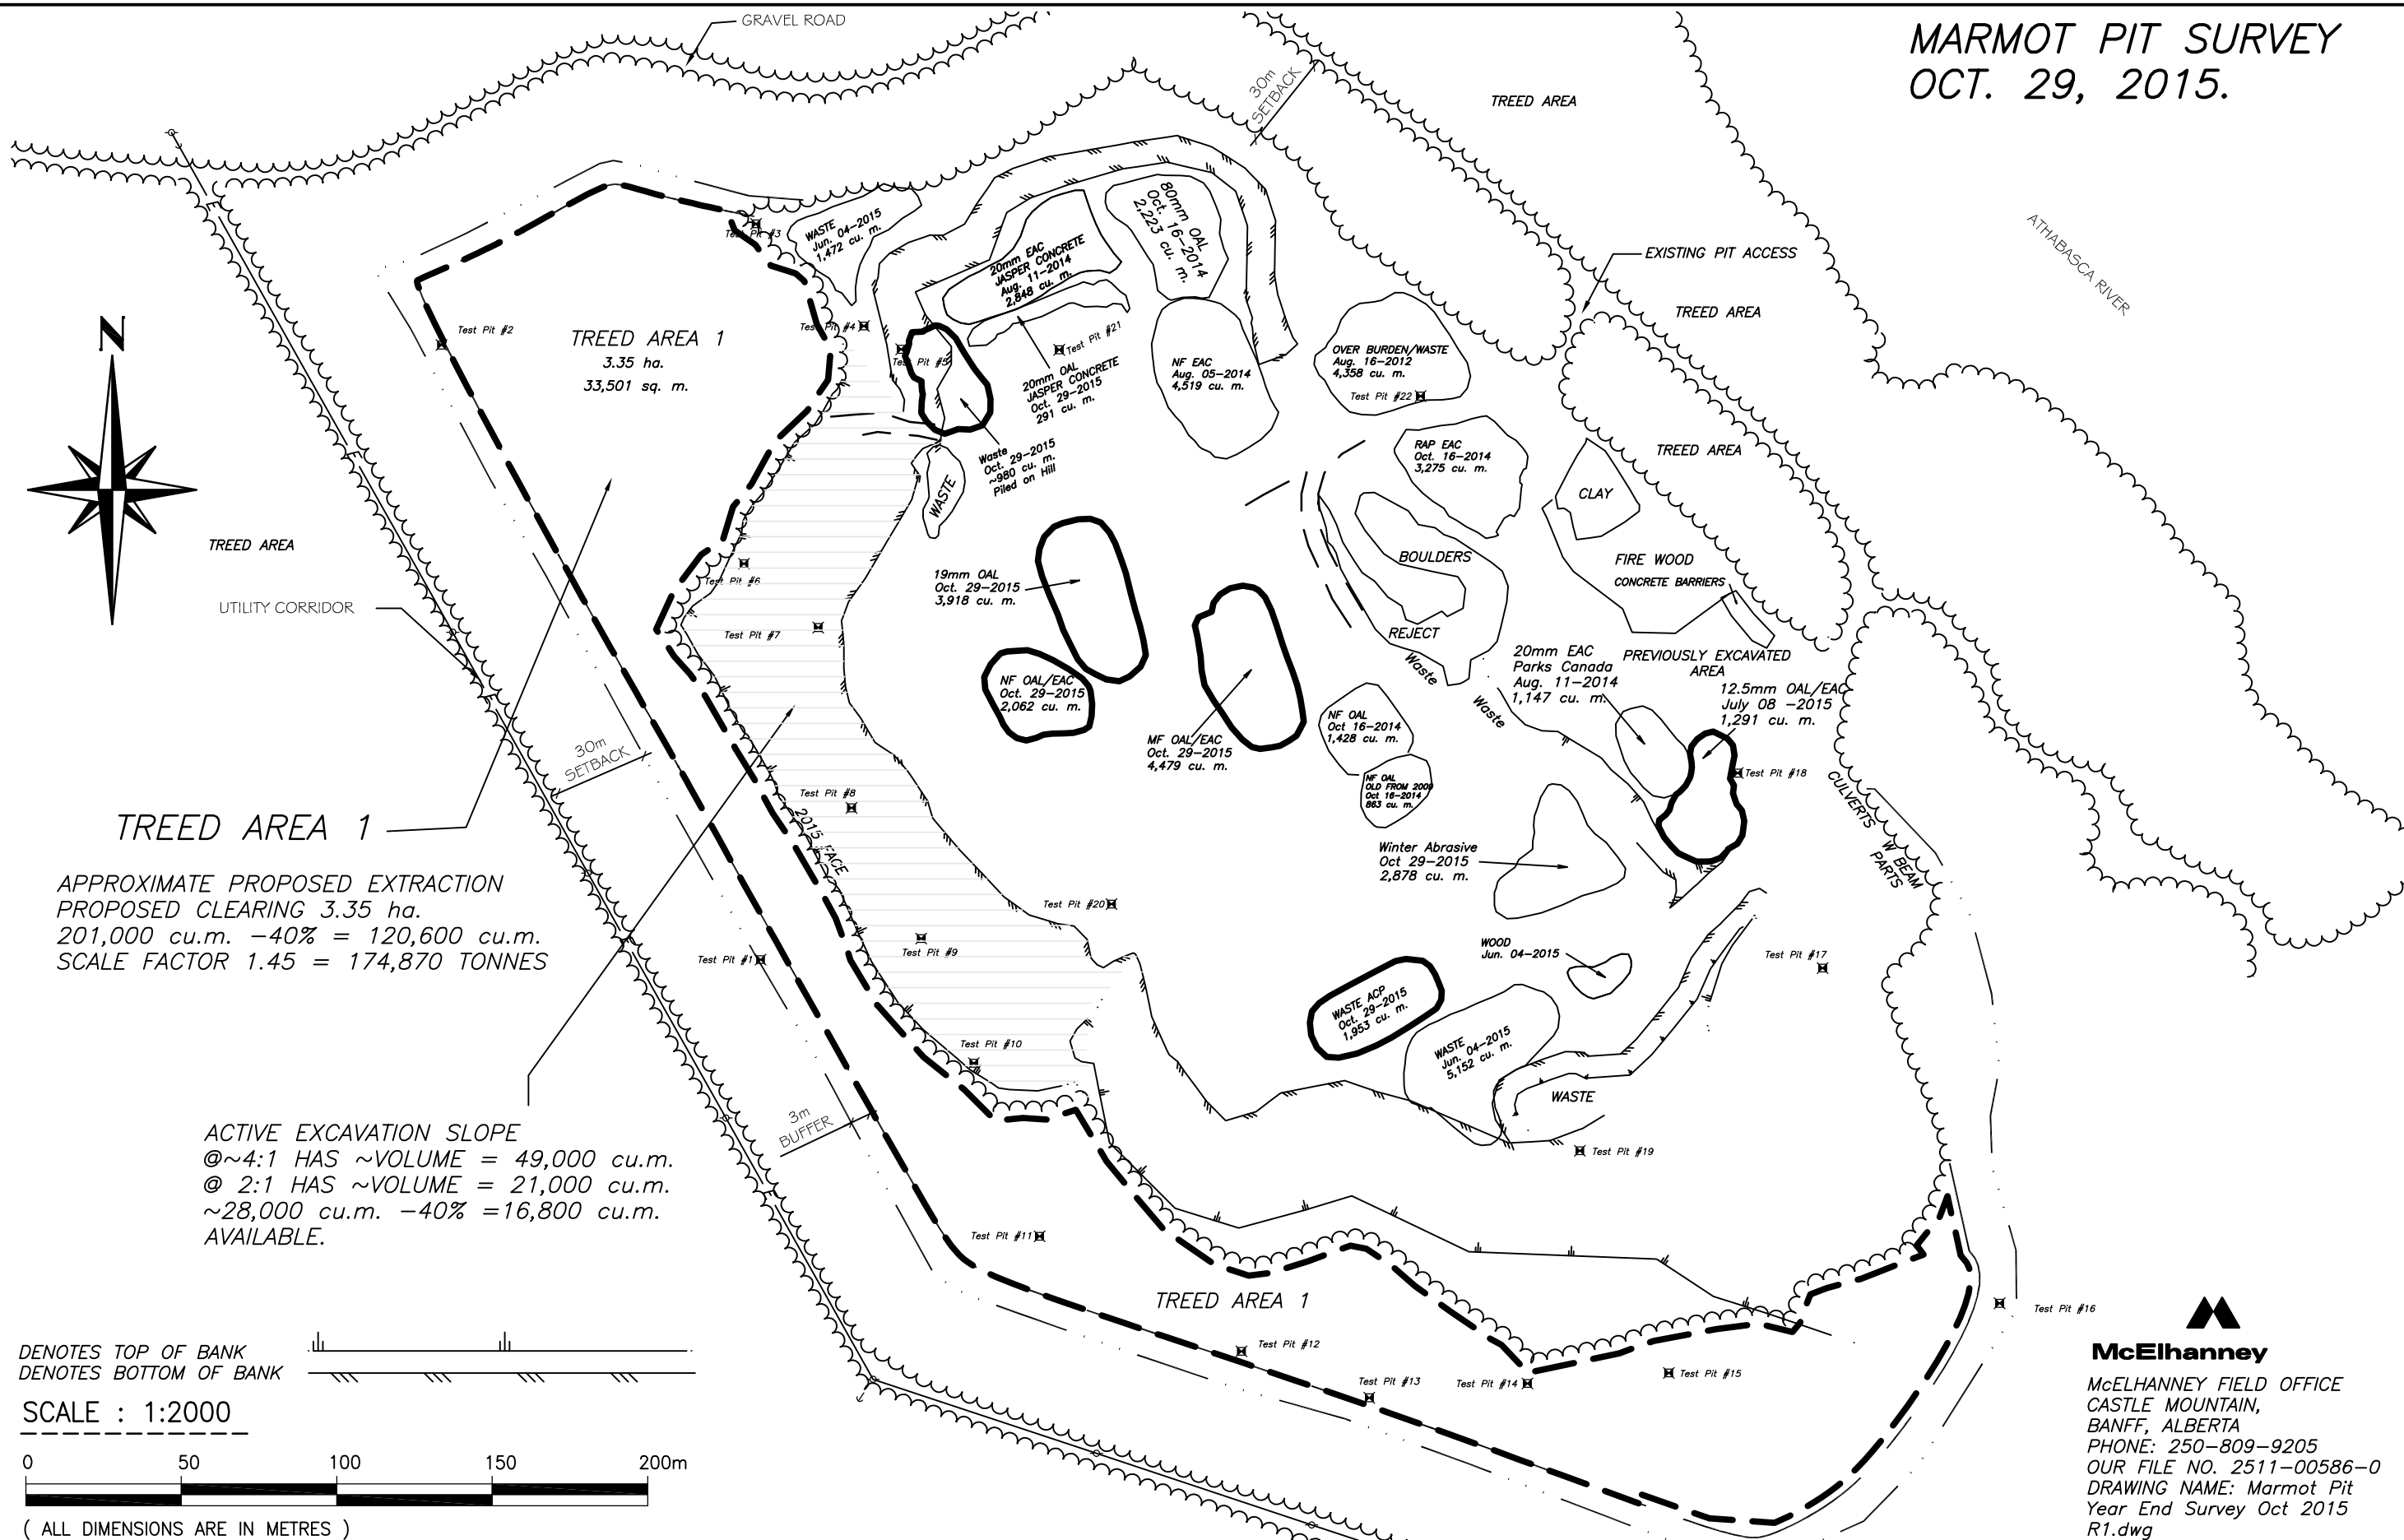 MARMOT PIT SURVEY
OCT. 29, 2015.
GRAVEL ROAD
30m
SETBACK
TREED AREA
ATHABASCA RIVER
EXISTING PIT ACCESS
TREED AREA
TREED AREA
Test Pit #3
WASTE
Jun. 04-2015
1,472 cu. m.
20mm EAC
JASPER CONCRETE
Aug. 11-2014
2,848 cu. m.
80mm OAL
Oct. 16-2014
2,223 cu. m.
Test Pit #2
TREED AREA 1
3.35 ha.
33,501 sq. m.
Test Pit #4
Test Pit #5
Test Pit #21
20mm OAL
JASPER CONCRETE
Oct. 29-2015
291 cu. m.
NF EAC
Aug. 05-2014
4,519 cu. m.
OVER BURDEN/WASTE
Aug. 16-2012
4,358 cu. m.
Test Pit #22
N
Waste
Oct. 29-2015
~980 cu. m.
Piled on Hill
WASTE
RAP EAC
Oct. 16-2014
3,275 cu. m.
CLAY
TREED AREA
BOULDERS
FIRE WOOD
CONCRETE BARRIERS
REJECT
Waste
Waste
UTILITY CORRIDOR
Test Pit #6
Test Pit #7
19mm OAL
Oct. 29-2015
3,918 cu. m.
NF OAL/EAC
Oct. 29-2015
2,062 cu. m.
MF OAL/EAC
Oct. 29-2015
4,479 cu. m.
20mm EAC
Parks Canada
Aug. 11-2014
1,147 cu. m.
PREVIOUSLY EXCAVATED
AREA
12.5mm OAL/EAC
July 08 -2015
1,291 cu. m.
NF OAL
Oct 16-2014
1,428 cu. m.
NF OAL
OLD FROM 2009
Oct 16-2014
863 cu. m.
Test Pit #18
CULVERTS
W BEAM
PARTS
30m
SETBACK
Test Pit #8
2015 FACE
Winter Abrasive
Oct 29-2015
2,878 cu. m.
TREED AREA 1
APPROXIMATE PROPOSED EXTRACTION
PROPOSED CLEARING 3.35 ha.
201,000 cu.m. -40% = 120,600 cu.m.
SCALE FACTOR 1.45 = 174,870 TONNES
Test Pit #20
Test Pit #9
Test Pit #1
WOOD
Jun. 04-2015
Test Pit #17
WASTE ACP
Oct. 29-2015
1,953 cu. m.
WASTE
Jun. 04-2015
5,152 cu. m.
Test Pit #10
WASTE
3m
BUFFER
Test Pit #19
ACTIVE EXCAVATION SLOPE
@~4:1 HAS ~VOLUME = 49,000 cu.m.
@ 2:1 HAS ~VOLUME = 21,000 cu.m.
~28,000 cu.m. -40% =16,800 cu.m.
AVAILABLE.
Test Pit #11
TREED AREA 1
Test Pit #16
Test Pit #12
Test Pit #13
Test Pit #14
Test Pit #15
DENOTES TOP OF BANK
DENOTES BOTTOM OF BANK
SCALE : 1:2000
0 50 100 150 200m
( ALL DIMENSIONS ARE IN METRES )
McElhanney
McELHANNEY FIELD OFFICE
CASTLE MOUNTAIN,
BANFF, ALBERTA
PHONE: 250-809-9205
OUR FILE NO. 2511-00586-0
DRAWING NAME: Marmot Pit
Year End Survey Oct 2015
R1.dwg